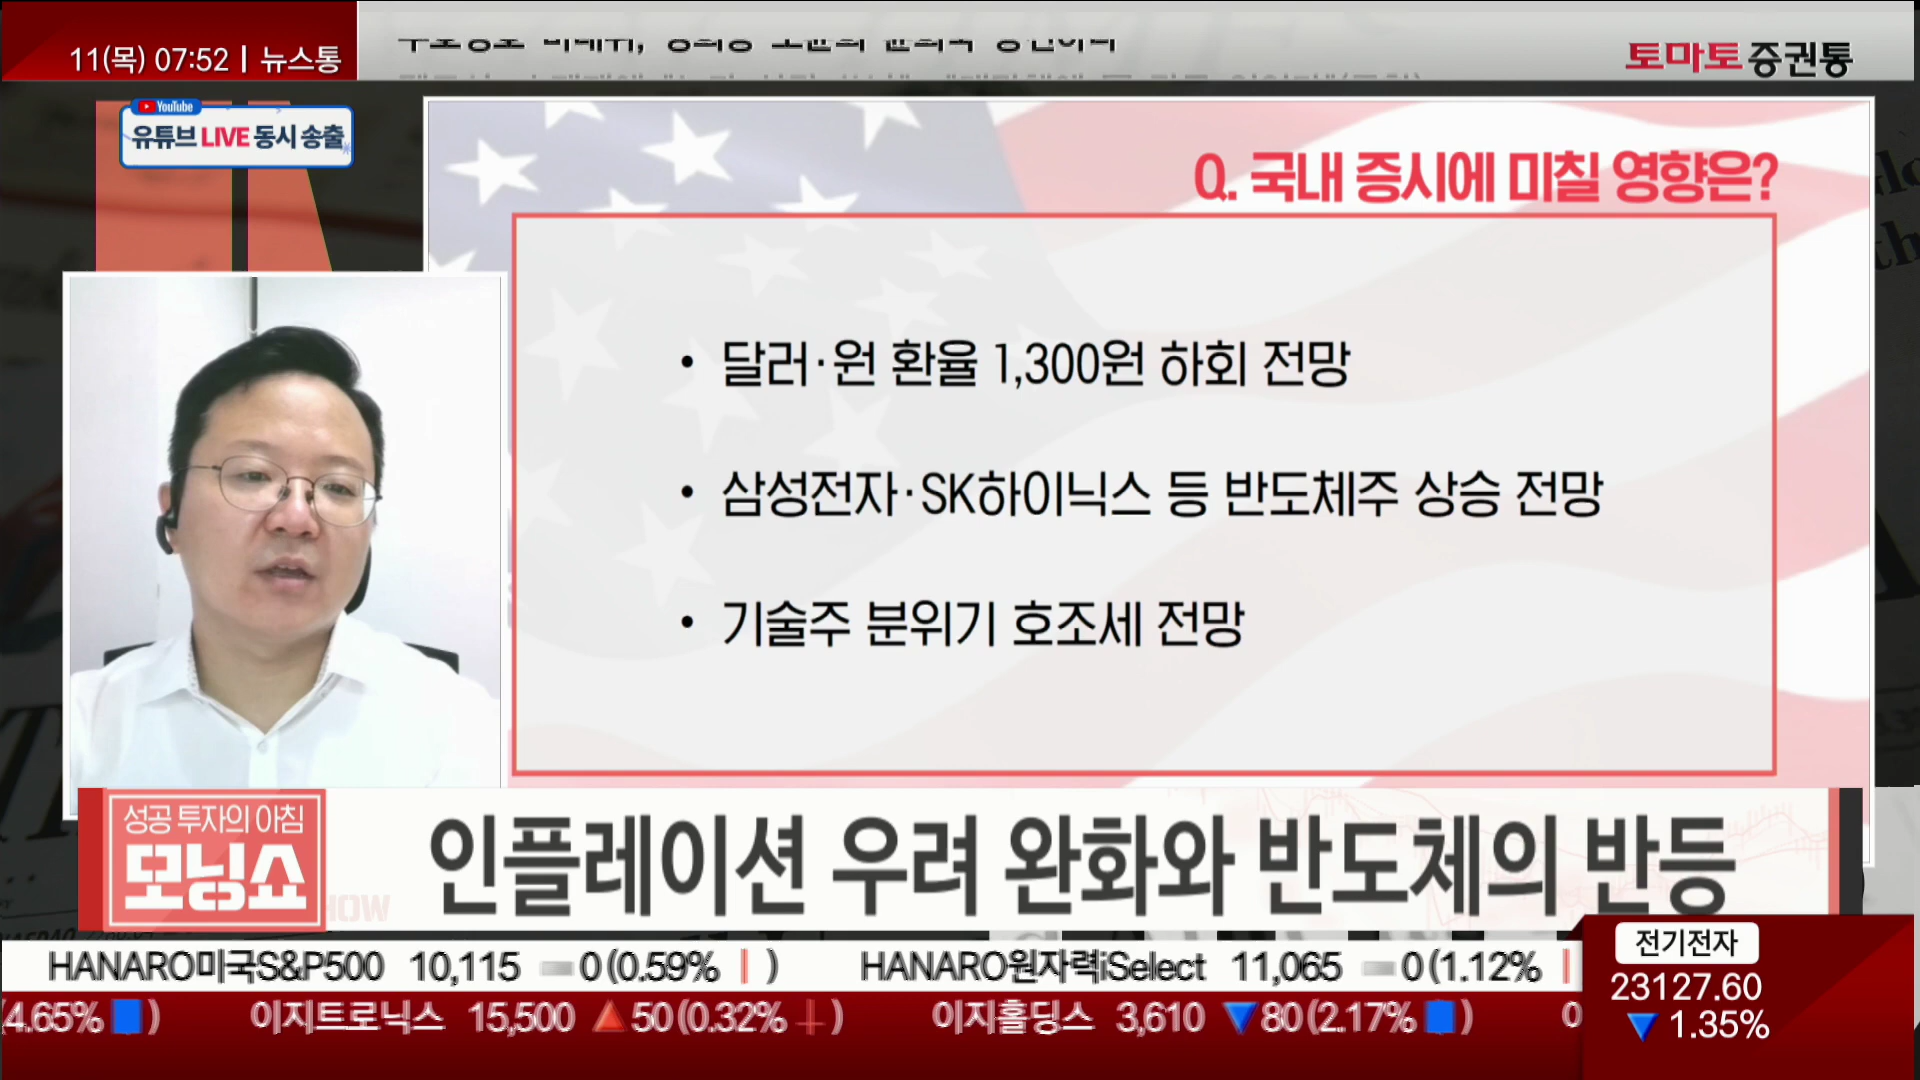 11(목) 07:52 | 뉴스통
토마토증권통
YouTube
유튜브 LIVE 동시 송출
Q. 국내 증시에 미칠 영향은?
• 달러·원 환율 1,300원 하회 전망
• 삼성전자·SK하이닉스 등 반도체주 상승 전망
• 기술주 분위기 호조세 전망
성공 투자의 아침
모닝쇼
인플레이션 우려 완화와 반도체의 반등
HANARO미국S&P500 10,115 0(0.59% ) HANARO원자력iSelect 11,065 0(1.12%
전기전자
23127.60
▼ 1.35%
(4.65% ) 이지트로닉스 15,500 ▲50(0.32% ) 이지홀딩스 3,610 ▼80(2.17% )